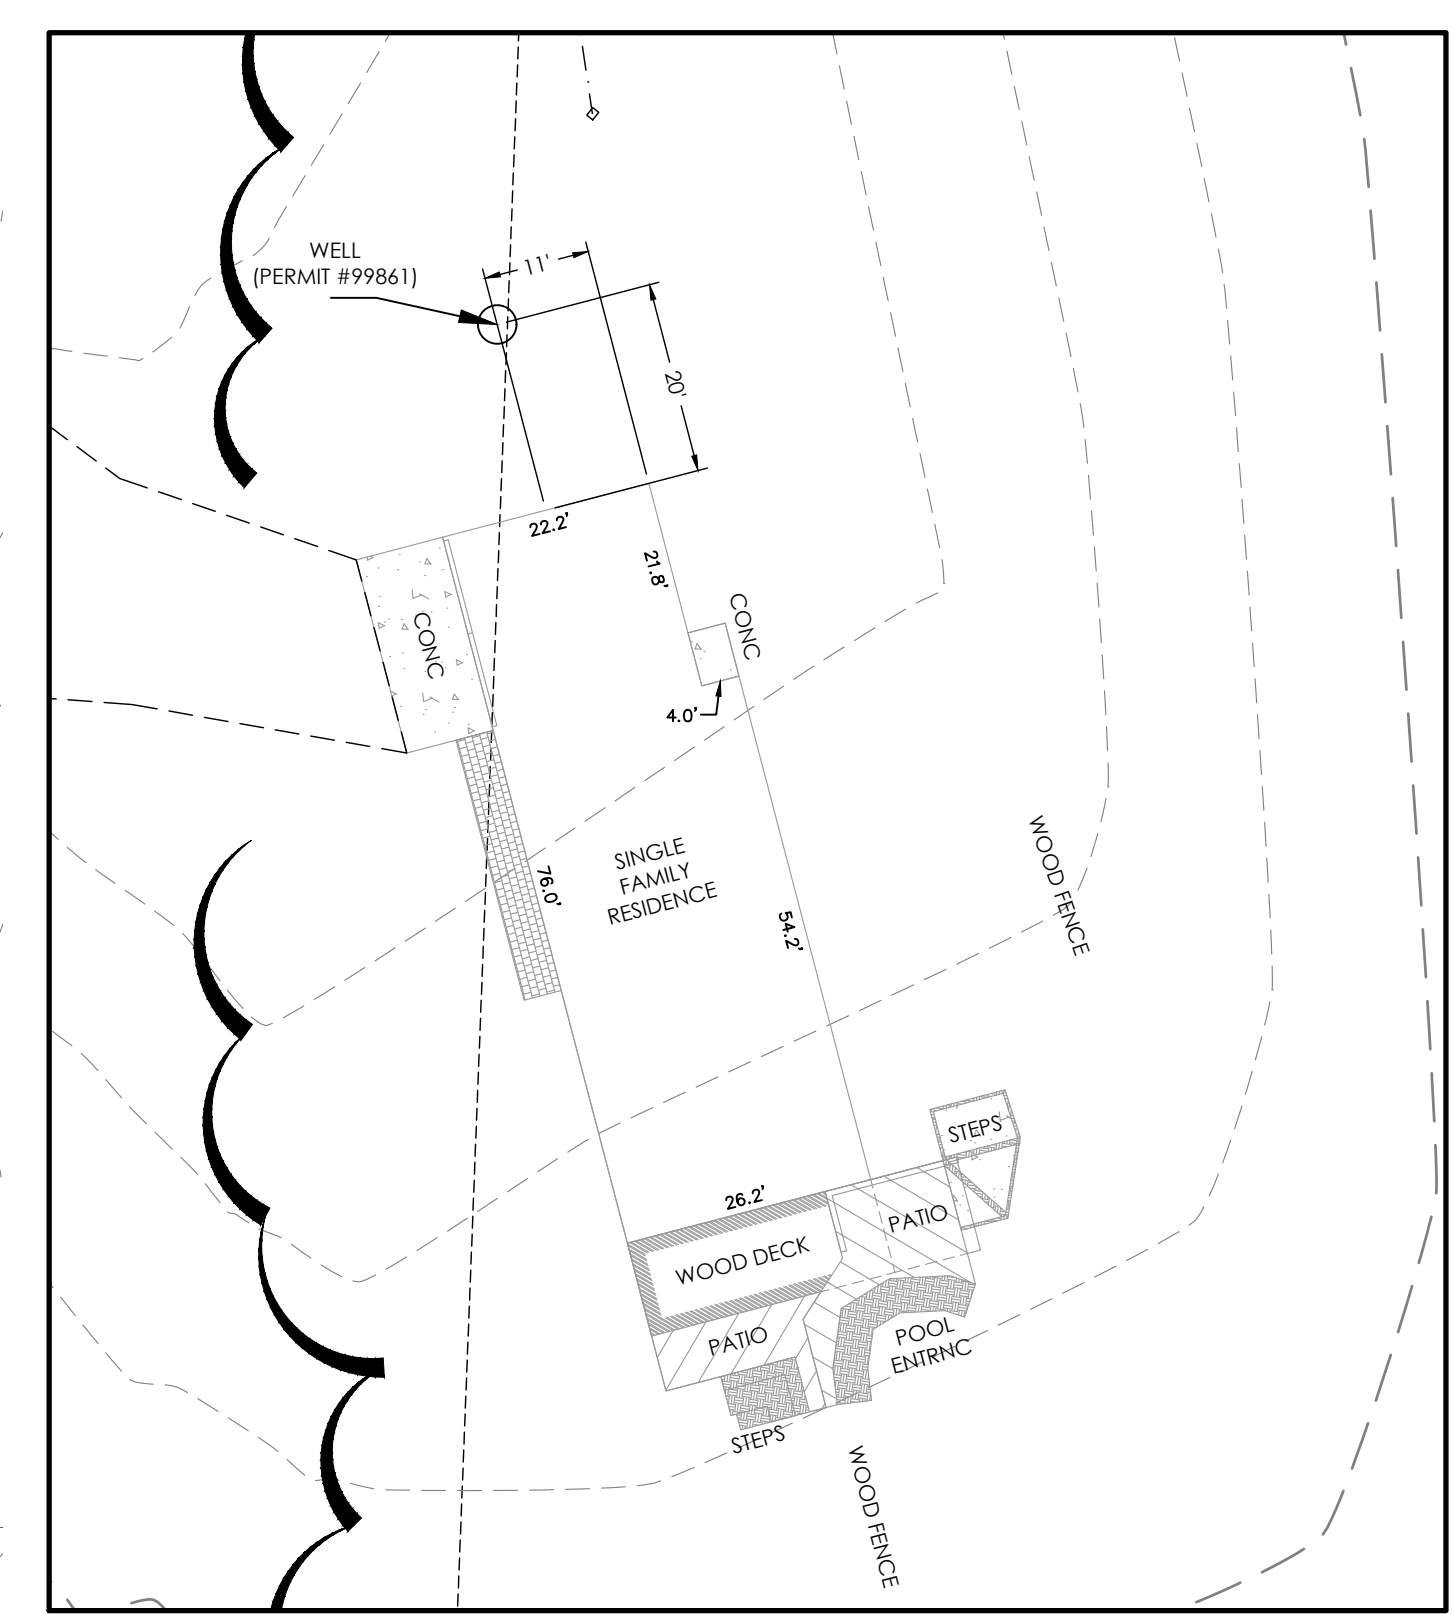 WELL
(PERMIT #99861)
11'
20'
22.2'
21.8'
CONC
CONC
4.0'
SINGLE
FAMILY
RESIDENCE
76.0'
54.2'
WOOD FENCE
STEPS
26.2'
PATIO
WOOD DECK
PATIO
POOL
ENTRNC
STEPS
WOOD FENCE